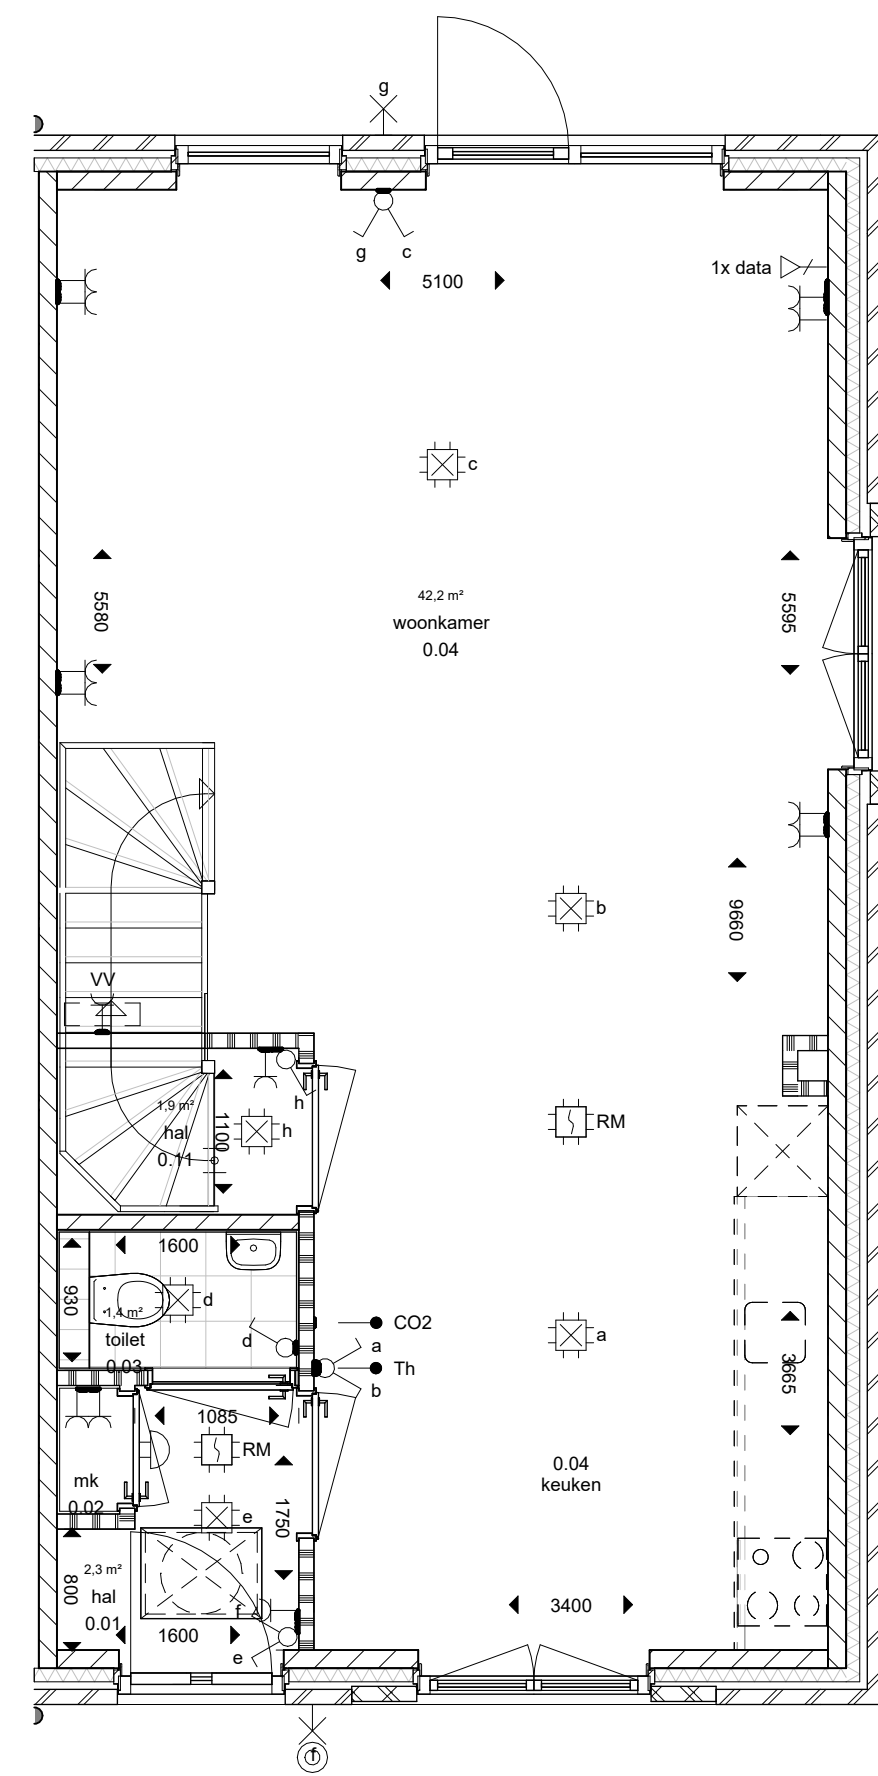 g
g
c
1x data
5100
c
5580
5595
42,2 m²
woonkamer
0.04
b
9660
VV
h
1,9 m²
hal
0.11
1100
h
RM
1600
930
d
1,4 m²
toilet
0.03
d
CO2
a
a
Th
b
3665
1085
RM
mk
0.02
e
1750
0.04
keuken
2,3 m²
hal
0.01
800
f
1600
e
3400
f